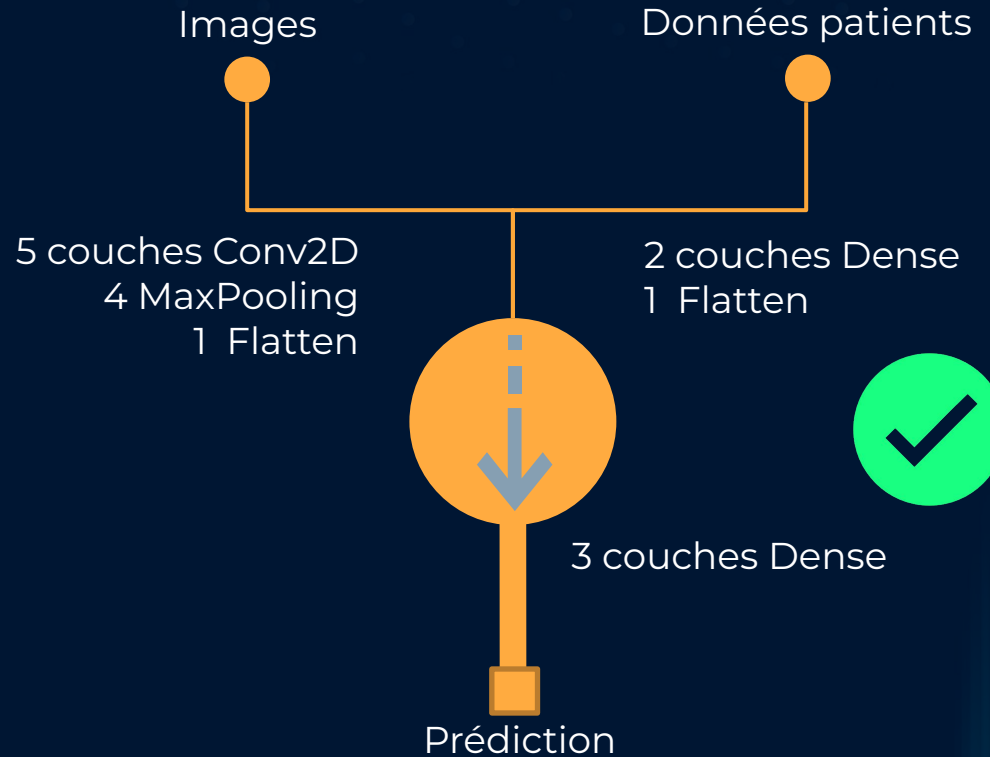 Images
Données patients
5 couches Conv2D
4 MaxPooling
1 Flatten
2 couches Dense
1 Flatten
3 couches Dense
Prédiction